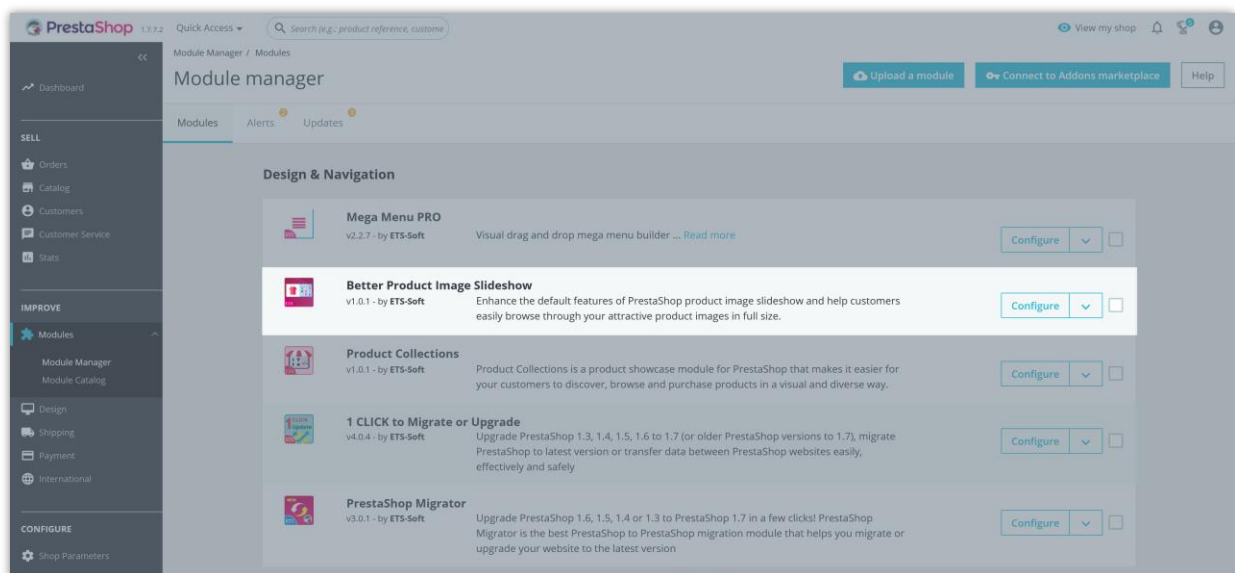 PrestaShop 1.7.7.2 Quick Access Search (e.g.: product reference, custome View my shop
Module Manager / Modules
Module manager
Upload a module Connect to Addons marketplace Help
Modules Alerts 2 Updates
Dashboard
SELL
Orders
Catalog
Customers
Customer Service
Stats
IMPROVE
Modules
Module Manager
Module Catalog
Design
Shipping
Payment
International
CONFIGURE
Shop Parameters
Design & Navigation
Mega Menu PRO
v2.2.7 - by ETS-Soft Visual drag and drop mega menu builder ... Read more
Configure
Better Product Image Slideshow
v1.0.1 - by ETS-Soft Enhance the default features of PrestaShop product image slideshow and help customers
easily browse through your attractive product images in full size.
Configure
Product Collections
v1.0.1 - by ETS-Soft Product Collections is a product showcase module for PrestaShop that makes it easier for
your customers to discover, browse and purchase products in a visual and diverse way.
Configure
1 CLICK to Migrate or Upgrade
v4.0.4 - by ETS-Soft Upgrade PrestaShop 1.3, 1.4, 1.5, 1.6 to 1.7 (or older PrestaShop versions to 1.7), migrate
PrestaShop to latest version or transfer data between PrestaShop websites easily,
effectively and safely
Configure
PrestaShop Migrator
v3.0.1 - by ETS-Soft Upgrade PrestaShop 1.6, 1.5, 1.4 or 1.3 to PrestaShop 1.7 in a few clicks! PrestaShop
Migrator is the best PrestaShop to PrestaShop migration module that helps you migrate or
upgrade your website to the latest version
Configure